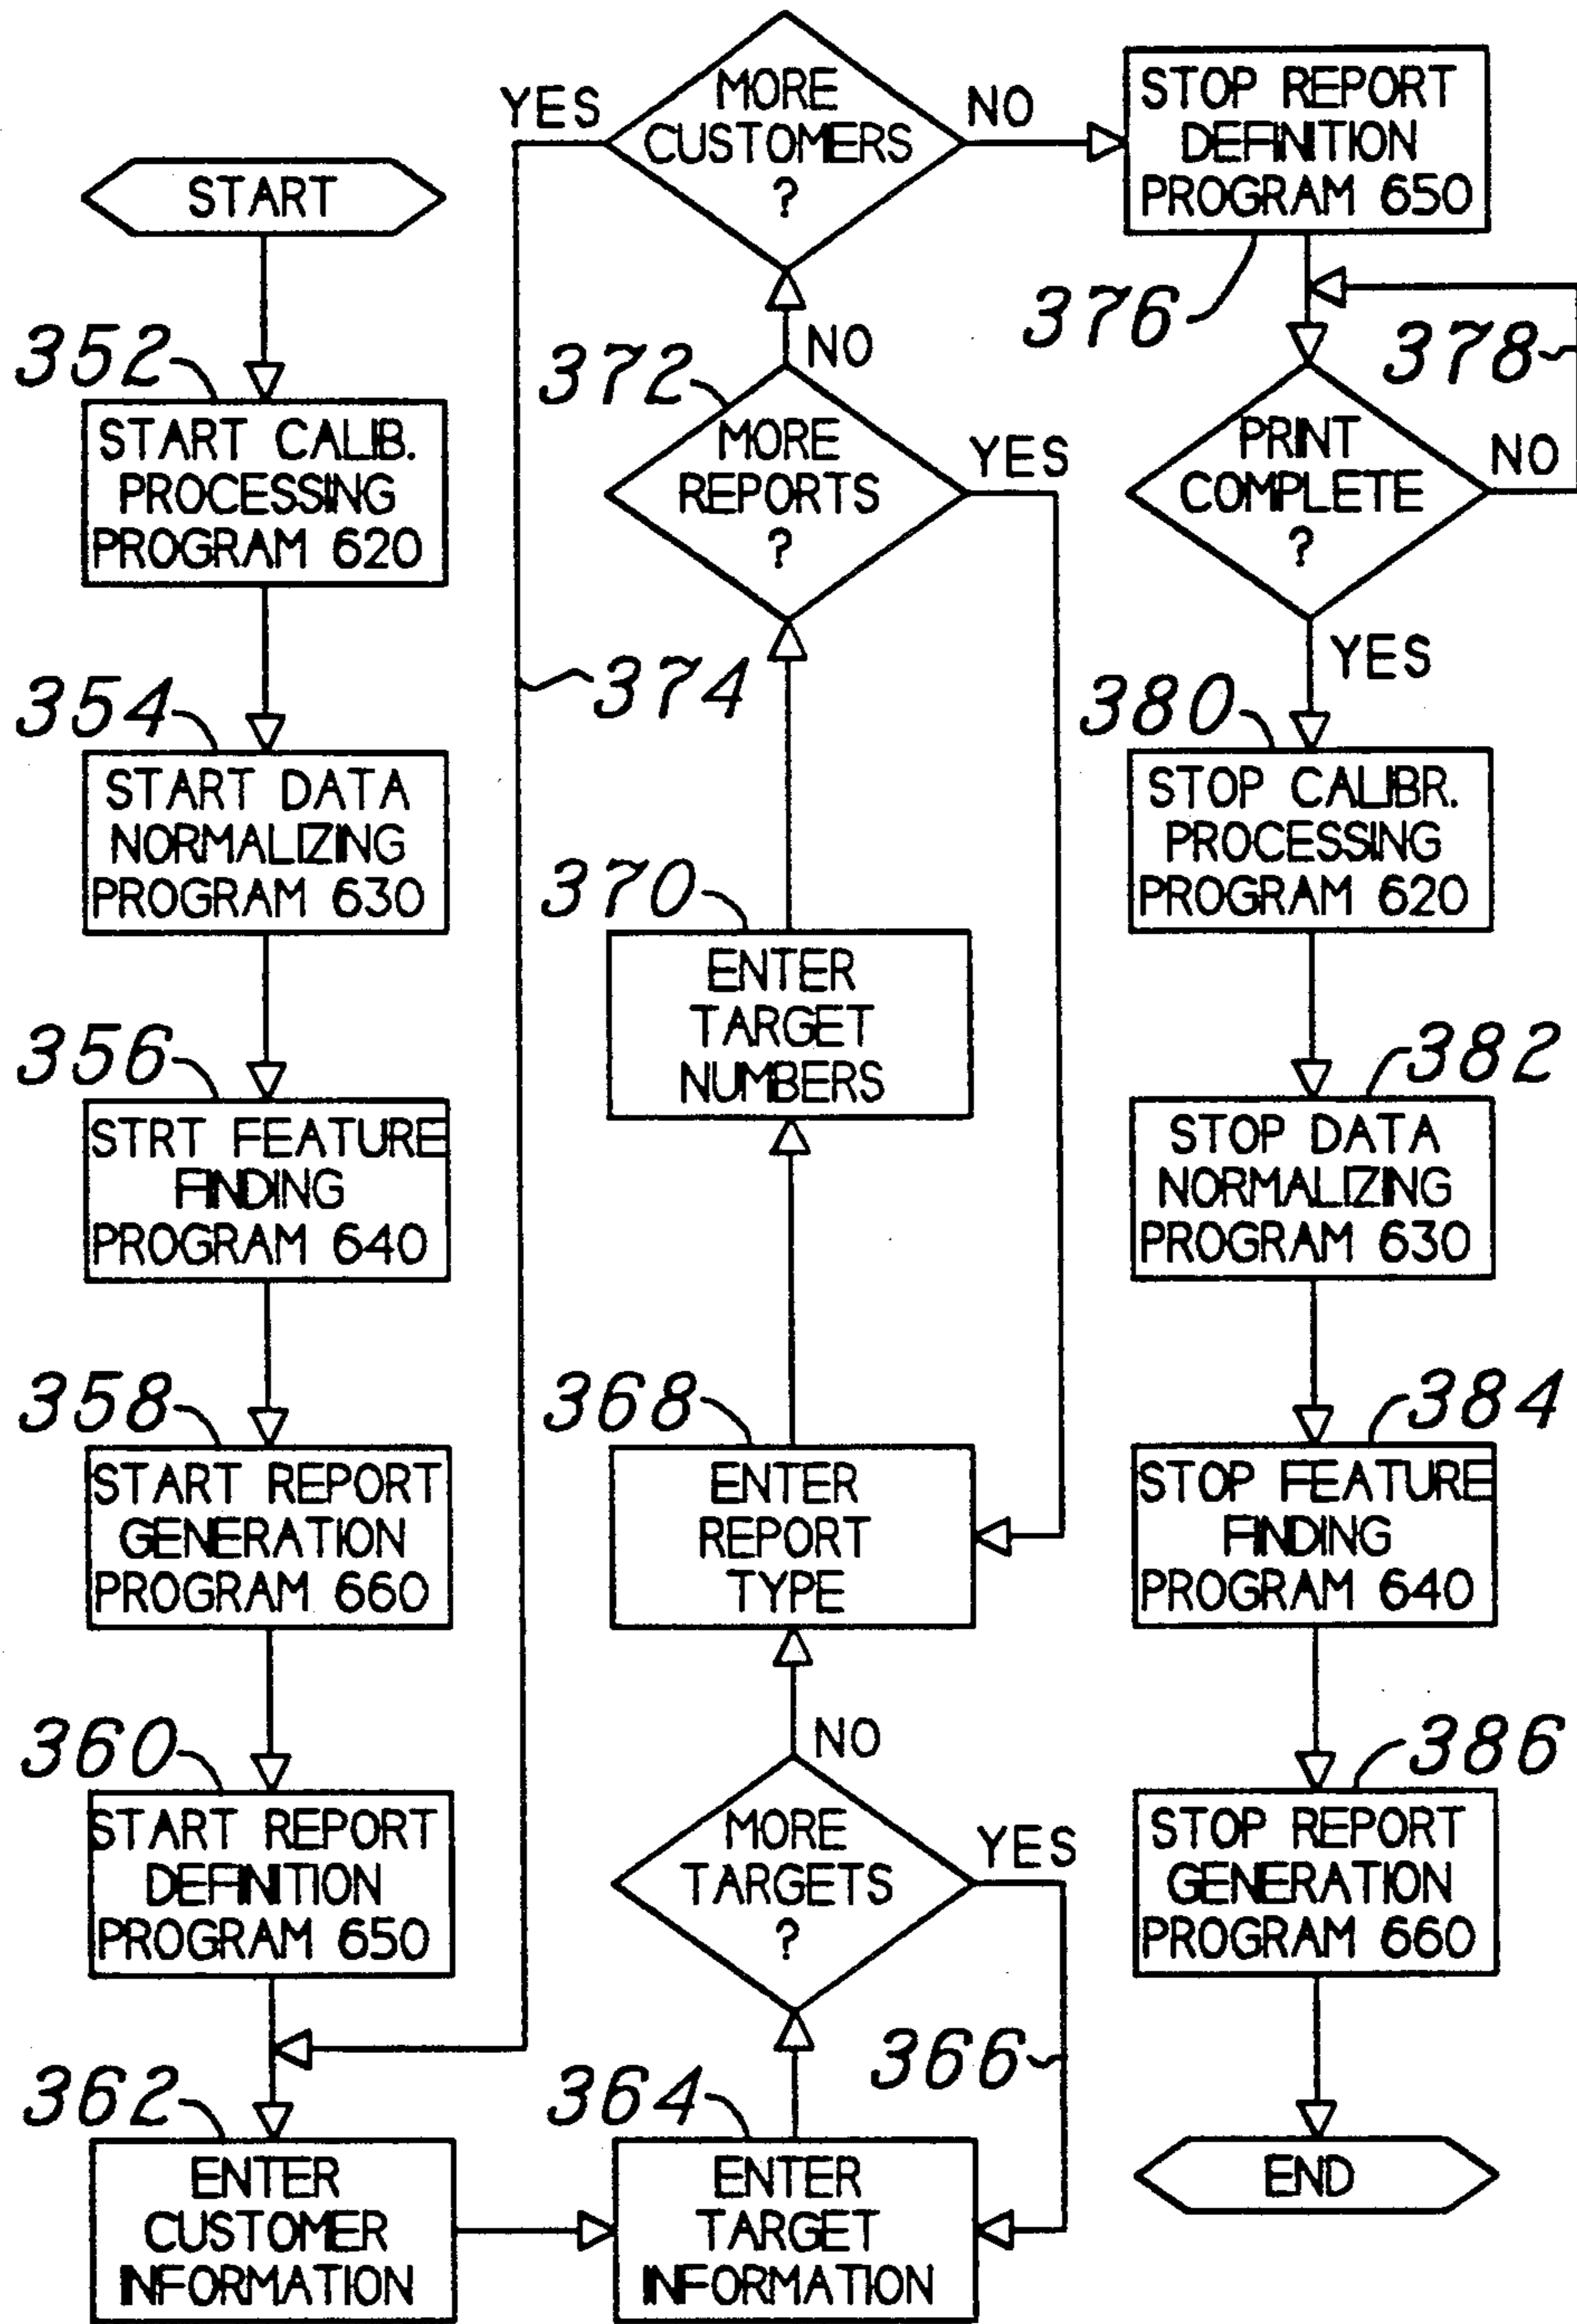 START
352
START CALIB.
PROCESSING
PROGRAM 620
354
START DATA
NORMALIZING
PROGRAM 630
356
STRT FEATURE
FINDING
PROGRAM 640
358
START REPORT
GENERATION
PROGRAM 660
360
START REPORT
DEFINITION
PROGRAM 650
362
ENTER
CUSTOMER
INFORMATION
364
ENTER
TARGET
INFORMATION
366
MORE
TARGETS
?
YES
NO
368
ENTER
REPORT
TYPE
370
ENTER
TARGET
NUMBERS
372
MORE
REPORTS
?
YES
NO
374
MORE
CUSTOMERS
?
YES
NO
STOP REPORT
DEFINITION
PROGRAM 650
376
378
PRINT
COMPLETE
?
NO
YES
380
STOP CALIBR.
PROCESSING
PROGRAM 620
382
STOP DATA
NORMALIZING
PROGRAM 630
384
STOP FEATURE
FINDING
PROGRAM 640
386
STOP REPORT
GENERATION
PROGRAM 660
END